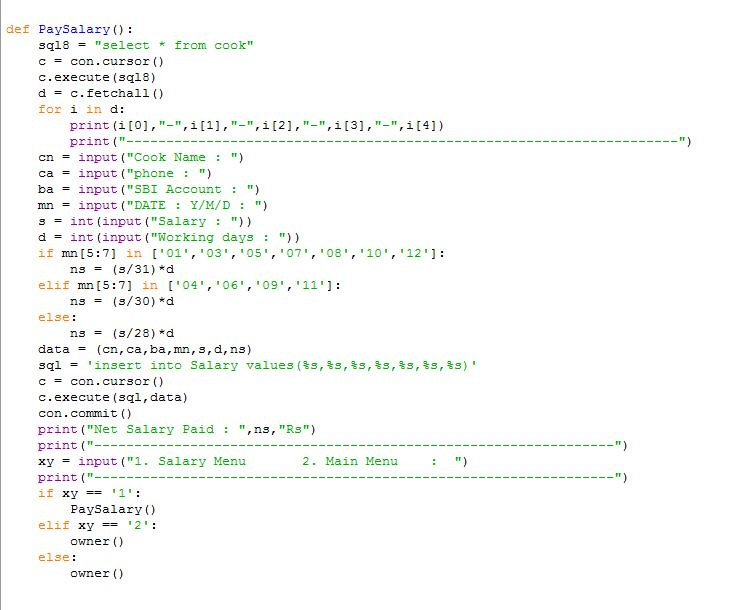 def PaySalary():
    sql8 = "select * from cook"
    c = con.cursor()
    c.execute(sql8)
    d = c.fetchall()
    for i in d:
        print(i[0],"-",i[1],"-",i[2],"-",i[3],"-",i[4])
        print("---------------------------------------------------------------------")
    cn = input("Cook Name : ")
    ca = input("phone : ")
    ba = input("SBI Account : ")
    mn = input("DATE : Y/M/D : ")
    s = int(input("Salary : "))
    d = int(input("Working days : "))
    if mn[5:7] in ['01','03','05','07','08','10','12']:
        ns = (s/31)*d
    elif mn[5:7] in ['04','06','09','11']:
        ns = (s/30)*d
    else:
        ns = (s/28)*d
    data = (cn,ca,ba,mn,s,d,ns)
    sql = 'insert into Salary values(%s,%s,%s,%s,%s,%s,%s)'
    c = con.cursor()
    c.execute(sql,data)
    con.commit()
    print("Net Salary Paid : ",ns,"Rs")
    print("-----------------------------------------------------------------")
    xy = input("1. Salary Menu       2. Main Menu    :  ")
    print("-----------------------------------------------------------------")
    if xy == '1':
        PaySalary()
    elif xy == '2':
        owner()
    else:
        owner()